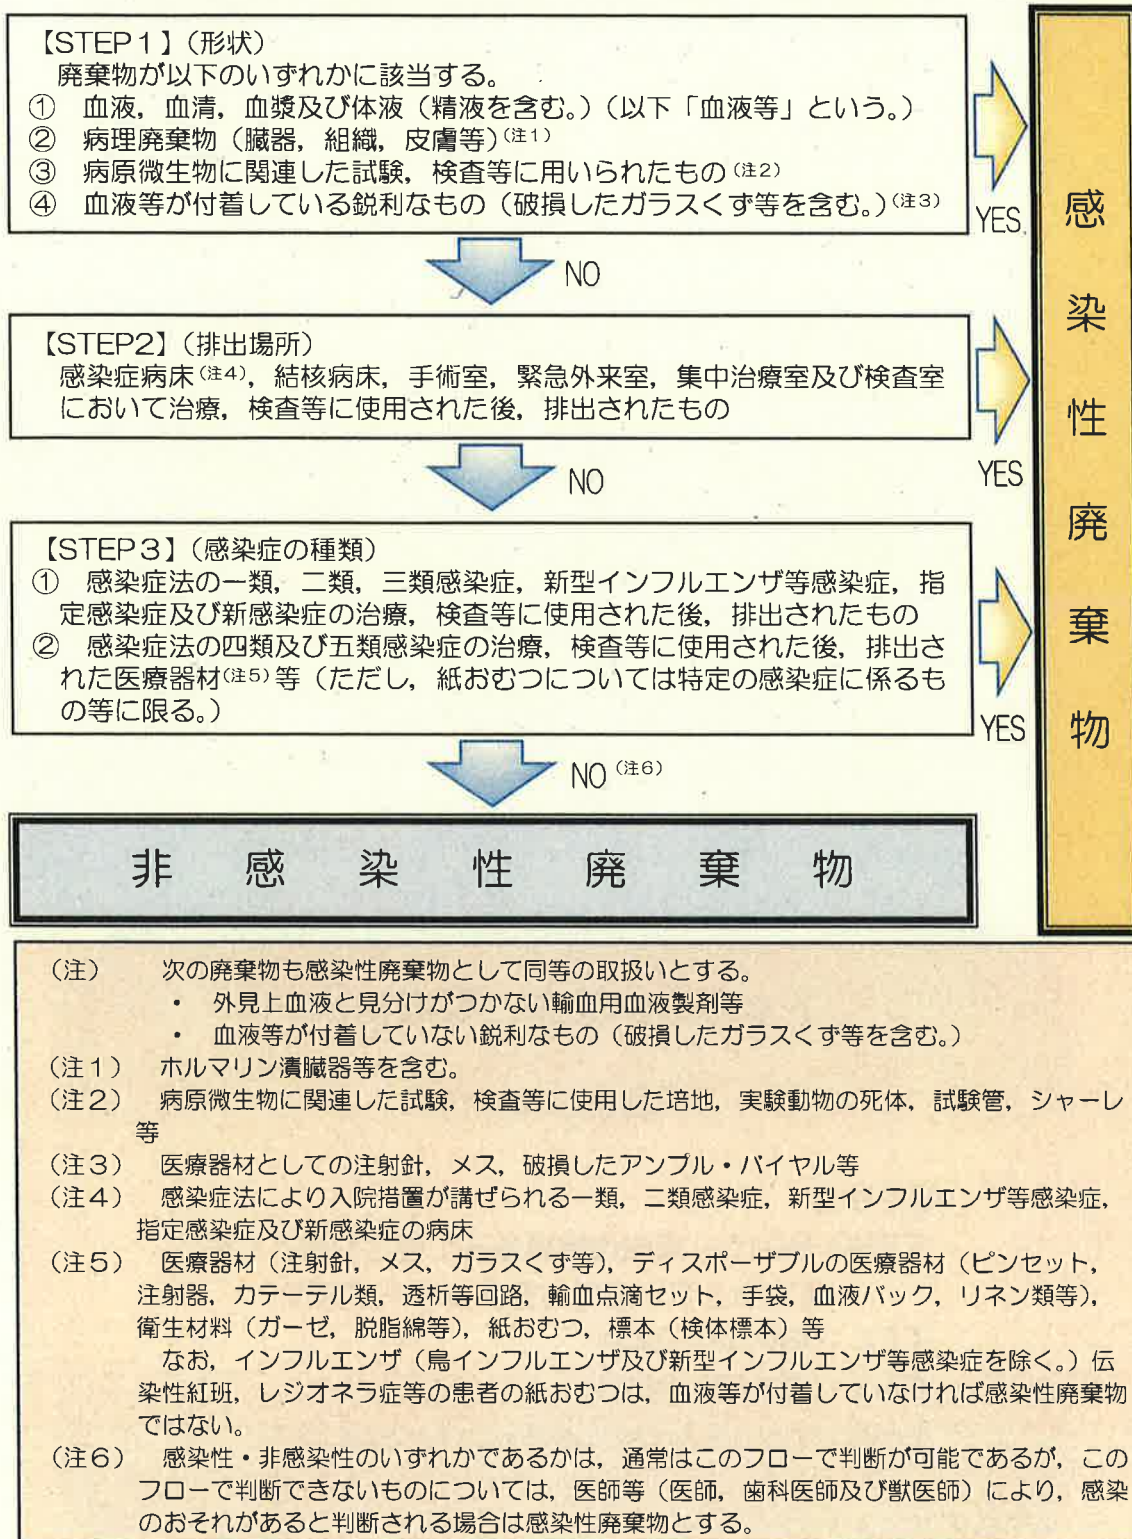 【STEP1】(形状)
廃棄物が以下のいずれかに該当する。
① 血液，血清，血漿及び体液（精液を含む。）（以下「血液等」という。）
② 病理廃棄物（臓器，組織，皮膚等）(注1)
③ 病原微生物に関連した試験，検査等に用いられたもの(注2)
④ 血液等が付着している鋭利なもの（破損したガラスくず等を含む。）(注3)
YES
NO
【STEP2】(排出場所)
感染症病床(注4)，結核病床，手術室，緊急外来室，集中治療室及び検査室
において治療，検査等に使用された後，排出されたもの
YES
NO
【STEP3】(感染症の種類)
① 感染症法の一類，二類，三類感染症，新型インフルエンザ等感染症，指
定感染症及び新感染症の治療，検査等に使用された後，排出されたもの
② 感染症法の四類及び五類感染症の治療，検査等に使用された後，排出さ
れた医療器材(注5)等（ただし，紙おむつについては特定の感染症に係るも
の等に限る。）
YES
NO (注6)
感染性廃棄物
非感染性廃棄物
（注） 次の廃棄物も感染性廃棄物として同等の取扱いとする。
・ 外見上血液と見分けがつかない輸血用血液製剤等
・ 血液等が付着していない鋭利なもの（破損したガラスくず等を含む。）
（注1） ホルマリン漬臓器等を含む。
（注2） 病原微生物に関連した試験，検査等に使用した培地，実験動物の死体，試験管，シャーレ
等
（注3） 医療器材としての注射針，メス，破損したアンプル・バイヤル等
（注4） 感染症法により入院措置が講ぜられる一類，二類感染症，新型インフルエンザ等感染症，
指定感染症及び新感染症の病床
（注5） 医療器材（注射針，メス，ガラスくず等），ディスポーザブルの医療器材（ピンセット，
注射器，カテーテル類，透析等回路，輸血点滴セット，手袋，血液バック，リネン類等），
衛生材料（ガーゼ，脱脂綿等），紙おむつ，標本（検体標本）等
なお，インフルエンザ（鳥インフルエンザ及び新型インフルエンザ等感染症を除く。）伝
染性紅班，レジオネラ症等の患者の紙おむつは，血液等が付着していなければ感染性廃棄物
ではない。
（注6） 感染性・非感染性のいずれかであるかは，通常はこのフローで判断が可能であるが，この
フローで判断できないものについては，医師等（医師，歯科医師及び獣医師）により，感染
のおそれがあると判断される場合は感染性廃棄物とする。